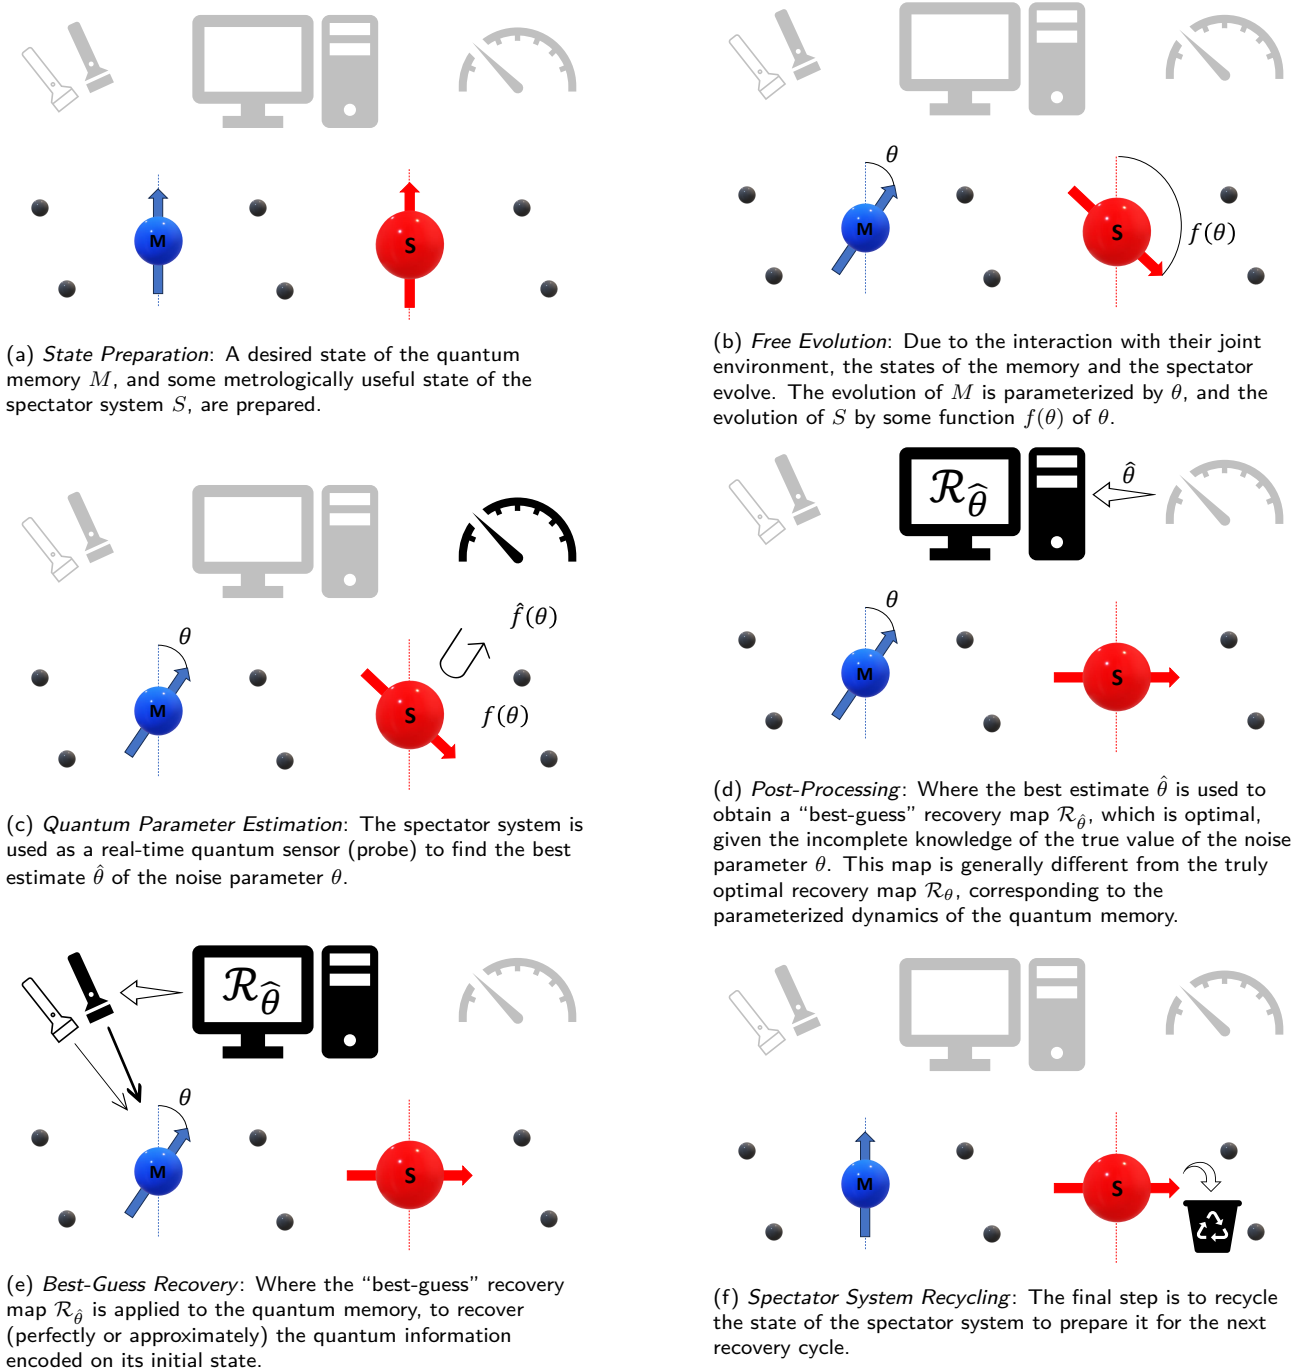 M
S
(a) State Preparation: A desired state of the quantum
memory M, and some metrologically useful state of the
spectator system S, are prepared.
θ
M
S
f(θ)
(b) Free Evolution: Due to the interaction with their joint
environment, the states of the memory and the spectator
evolve. The evolution of M is parameterized by θ, and the
evolution of S by some function f(θ) of θ.
f̂(θ)
θ
M
S
f(θ)
(c) Quantum Parameter Estimation: The spectator system is
used as a real-time quantum sensor (probe) to find the best
estimate θ̂ of the noise parameter θ.
ℛ_θ̂
θ̂
θ
M
S
(d) Post-Processing: Where the best estimate θ̂ is used to
obtain a “best-guess” recovery map ℛ_θ̂, which is optimal,
given the incomplete knowledge of the true value of the noise
parameter θ. This map is generally different from the truly
optimal recovery map ℛ_θ, corresponding to the
parameterized dynamics of the quantum memory.
ℛ_θ̂
θ
M
S
(e) Best-Guess Recovery: Where the “best-guess” recovery
map ℛ_θ̂ is applied to the quantum memory, to recover
(perfectly or approximately) the quantum information
encoded on its initial state.
M
S
(f) Spectator System Recycling: The final step is to recycle
the state of the spectator system to prepare it for the next
recovery cycle.